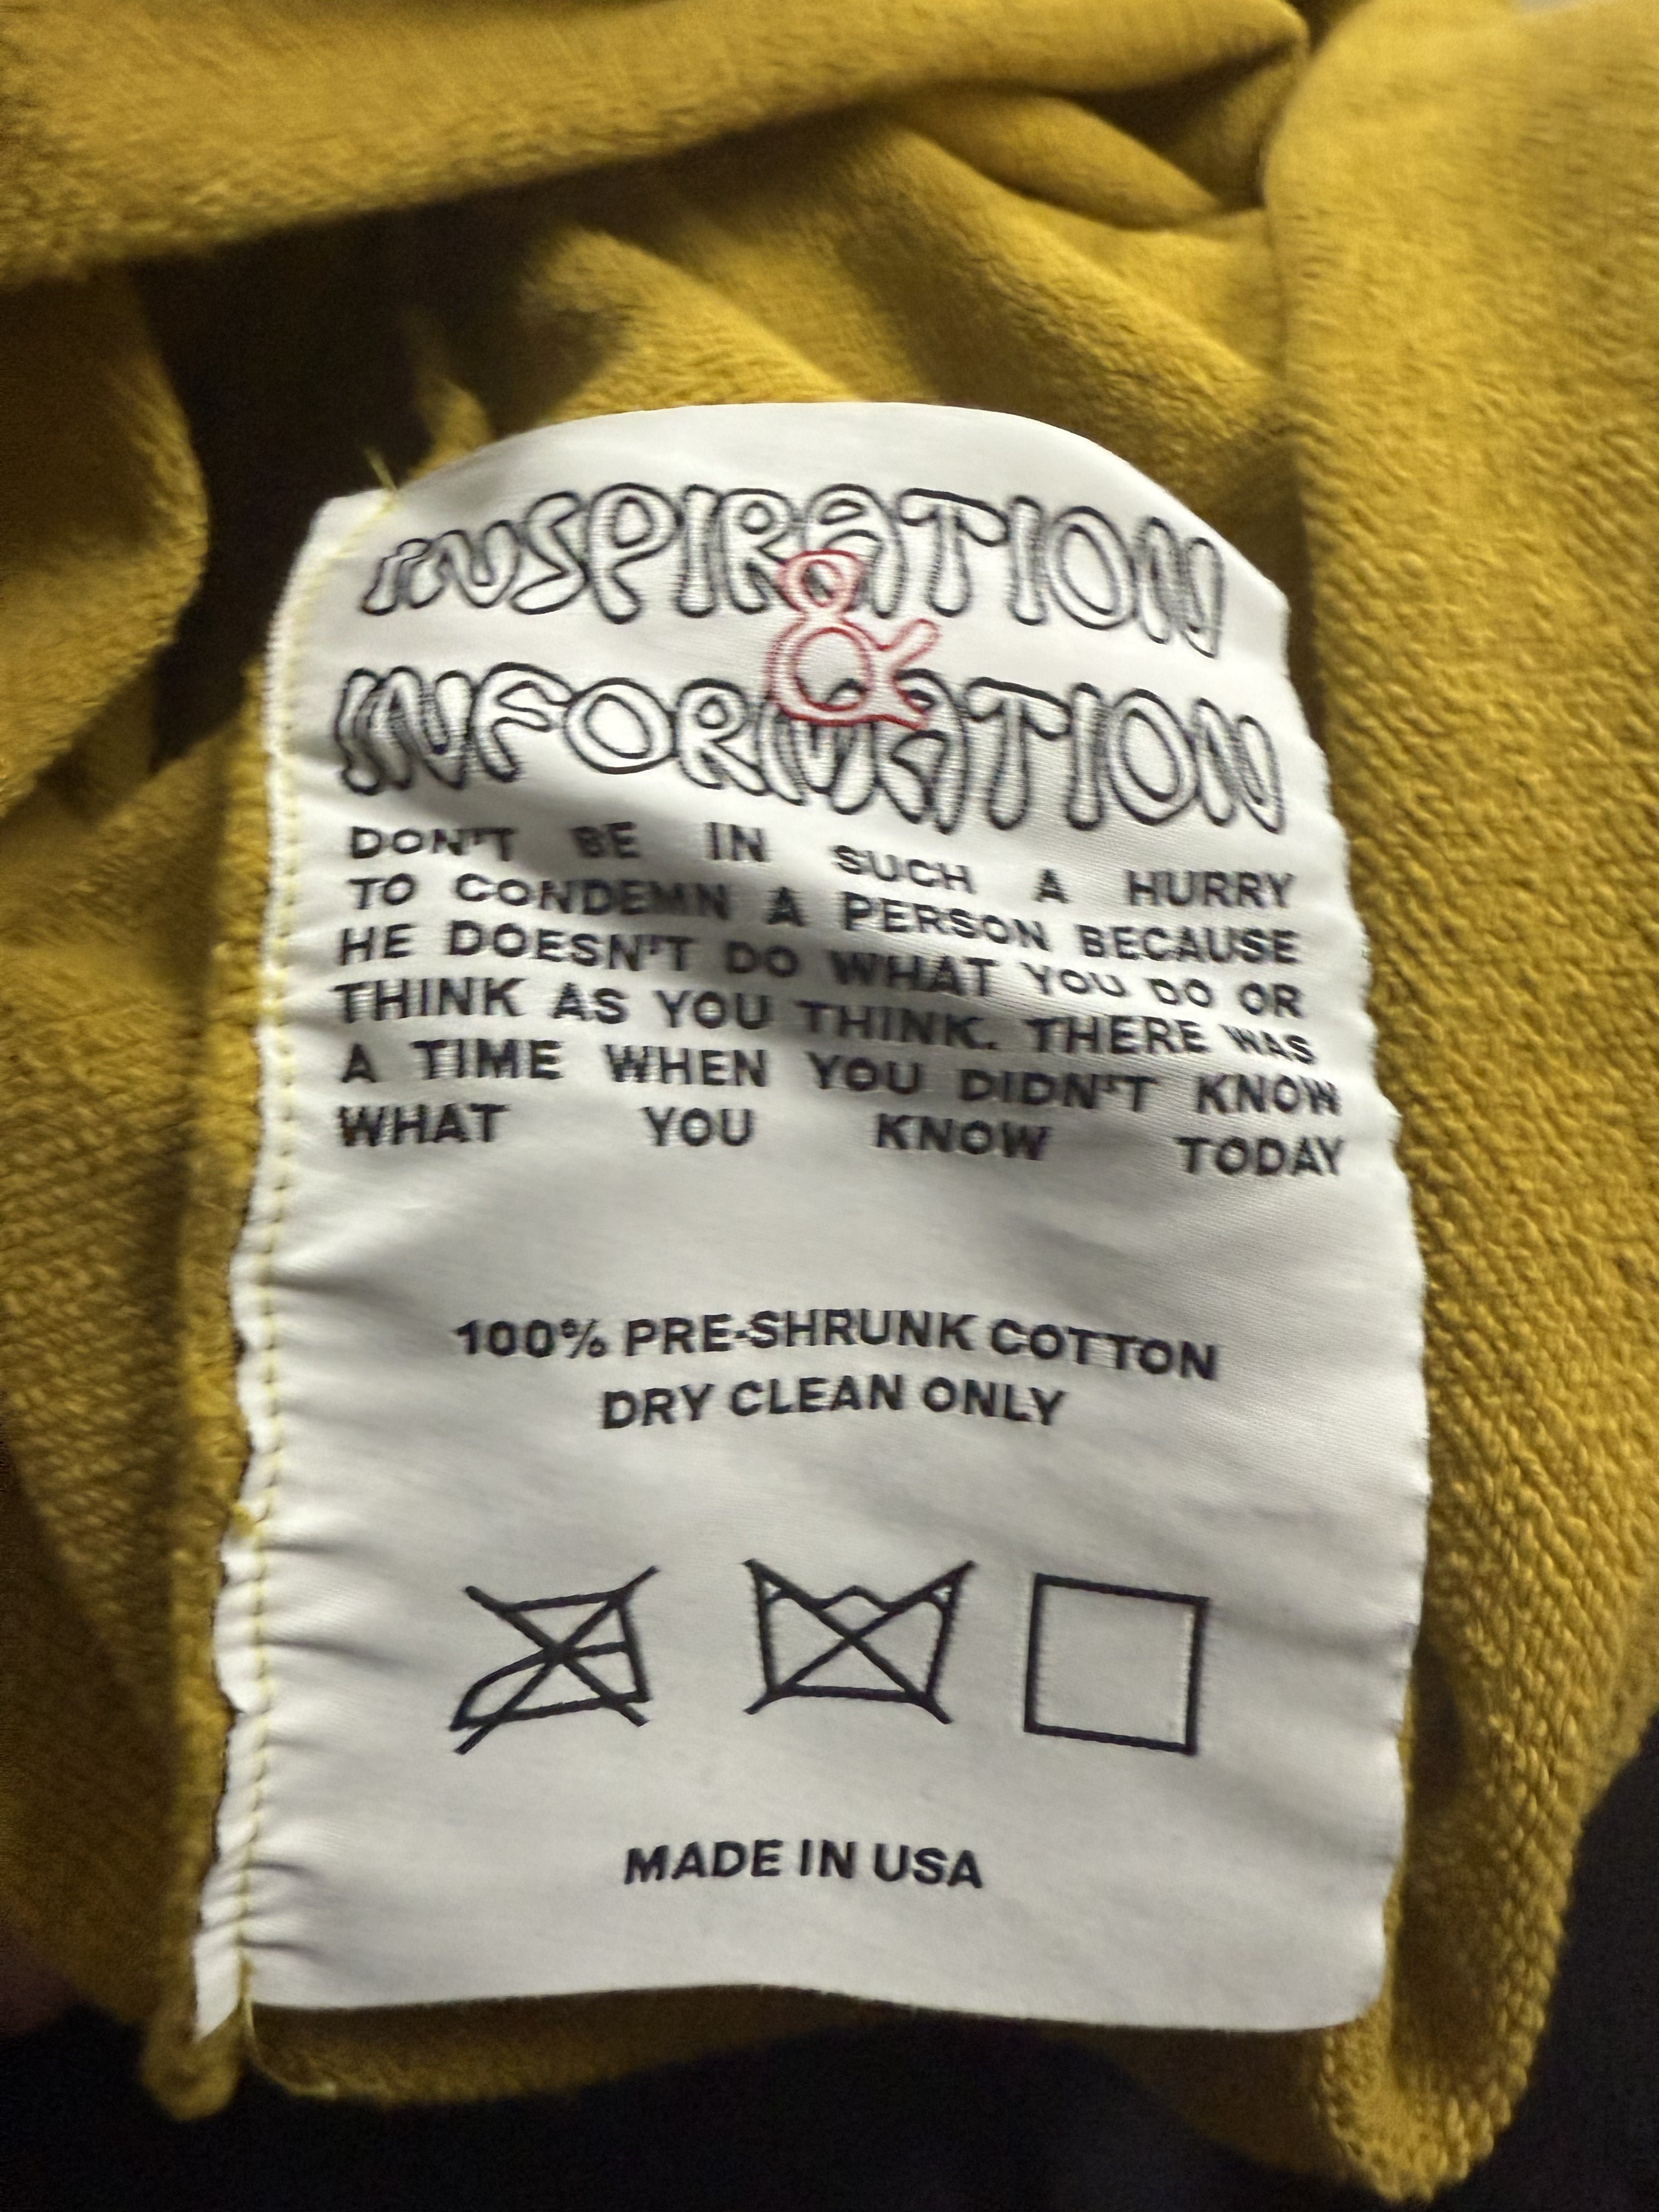 INSPIRATION
&
INFORMATION
DON'T BE IN SUCH A HURRY
TO CONDEMN A PERSON BECAUSE
HE DOESN'T DO WHAT YOU DO OR
THINK AS YOU THINK. THERE WAS
A TIME WHEN YOU DIDN'T KNOW
WHAT YOU KNOW TODAY
100% PRE-SHRUNK COTTON
DRY CLEAN ONLY
MADE IN USA